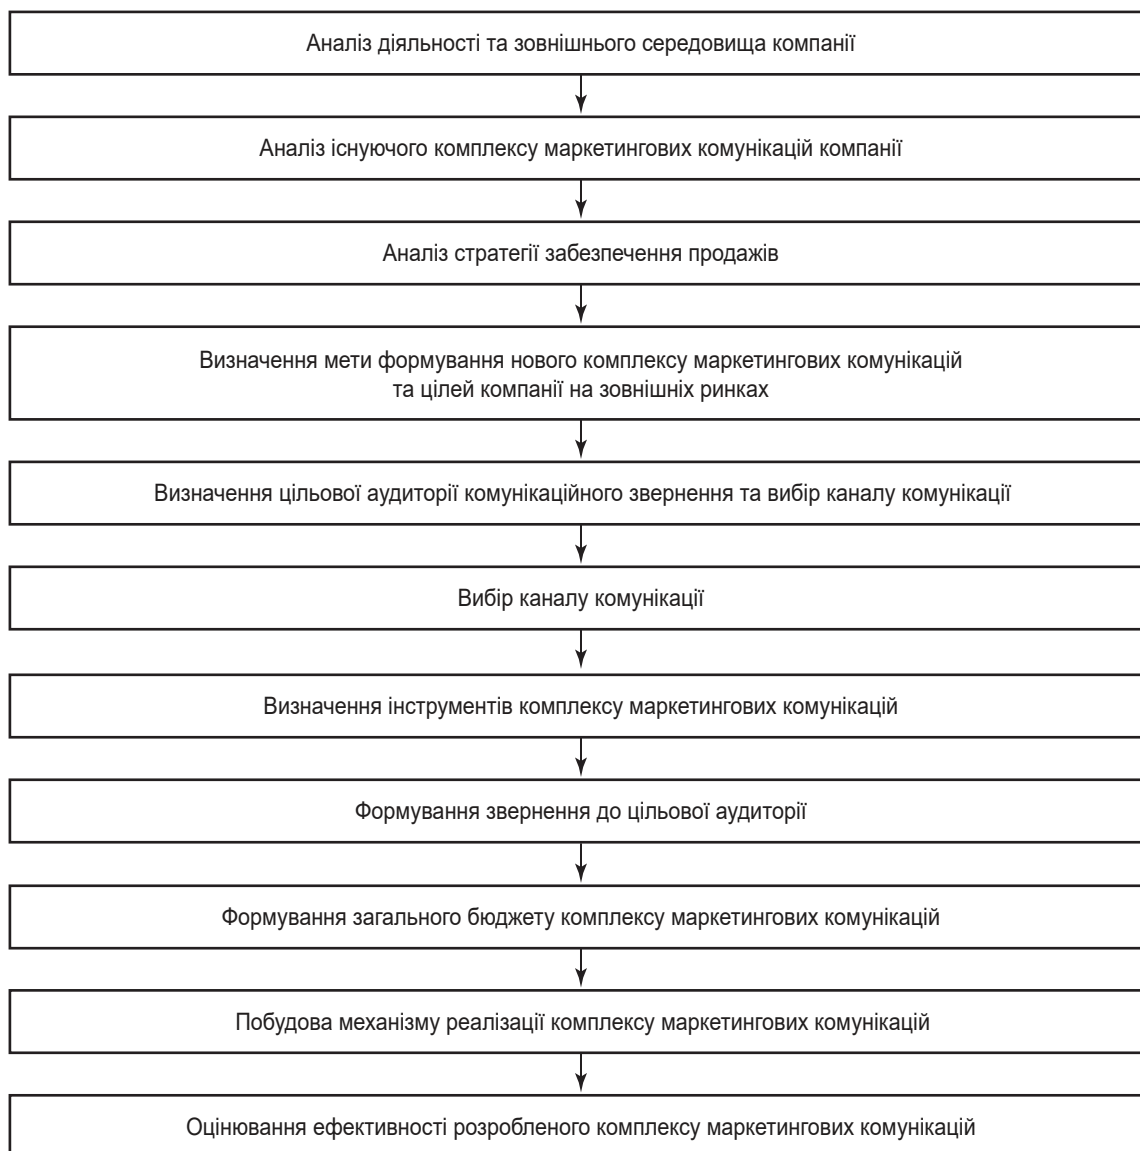 Аналіз діяльності та зовнішнього середовища компанії
Аналіз існуючого комплексу маркетингових комунікацій компанії
Аналіз стратегії забезпечення продажів
Визначення мети формування нового комплексу маркетингових комунікацій
та цілей компанії на зовнішніх ринках
Визначення цільової аудиторії комунікаційного звернення та вибір каналу комунікації
Вибір каналу комунікації
Визначення інструментів комплексу маркетингових комунікацій
Формування звернення до цільової аудиторії
Формування загального бюджету комплексу маркетингових комунікацій
Побудова механізму реалізації комплексу маркетингових комунікацій
Оцінювання ефективності розробленого комплексу маркетингових комунікацій